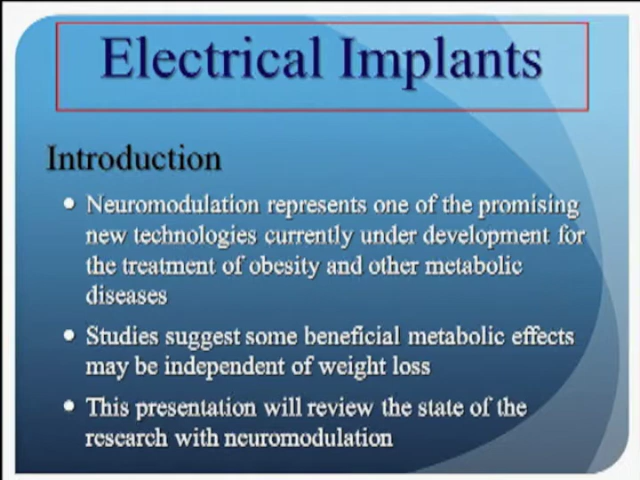 Electrical Implants
Introduction
• Neuromodulation represents one of the promising
new technologies currently under development for
the treatment of obesity and other metabolic
diseases
• Studies suggest some beneficial metabolic effects
may be independent of weight loss
• This presentation will review the state of the
research with neuromodulation